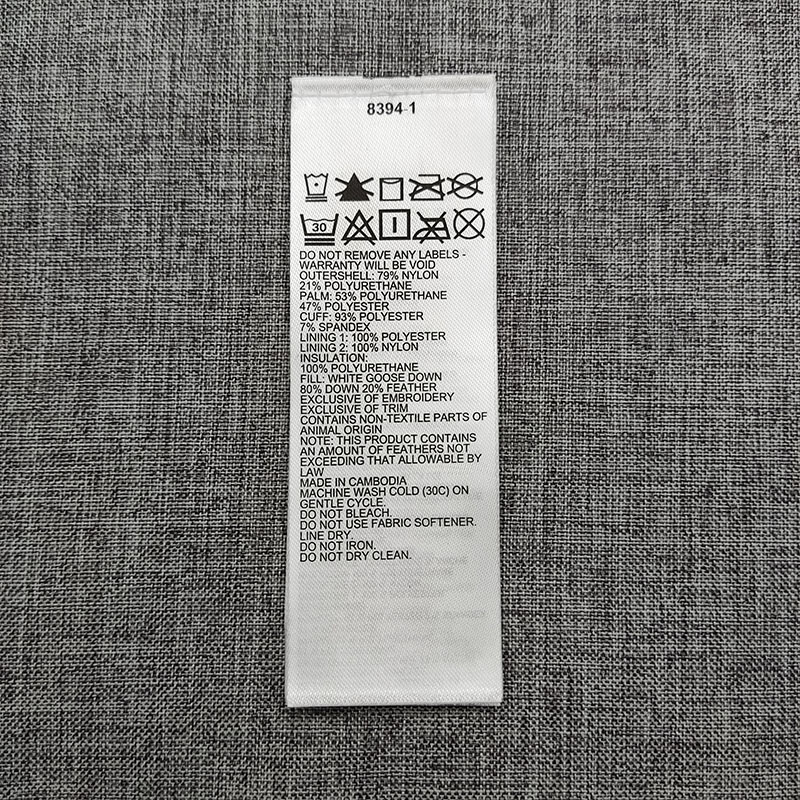 8394-1
30
DO NOT REMOVE ANY LABELS -
WARRANTY WILL BE VOID
OUTERSHELL: 79% NYLON
21% POLYURETHANE
PALM: 53% POLYURETHANE
47% POLYESTER
CUFF: 93% POLYESTER
7% SPANDEX
LINING 1: 100% POLYESTER
LINING 2: 100% NYLON
INSULATION:
100% POLYURETHANE
FILL: WHITE GOOSE DOWN
80% DOWN 20% FEATHER
EXCLUSIVE OF EMBROIDERY
EXCLUSIVE OF TRIM
CONTAINS NON-TEXTILE PARTS OF
ANIMAL ORIGIN
NOTE: THIS PRODUCT CONTAINS
AN AMOUNT OF FEATHERS NOT
EXCEEDING THAT ALLOWABLE BY
LAW
MADE IN CAMBODIA
MACHINE WASH COLD (30C) ON
GENTLE CYCLE.
DO NOT BLEACH.
DO NOT USE FABRIC SOFTENER.
LINE DRY.
DO NOT IRON.
DO NOT DRY CLEAN.